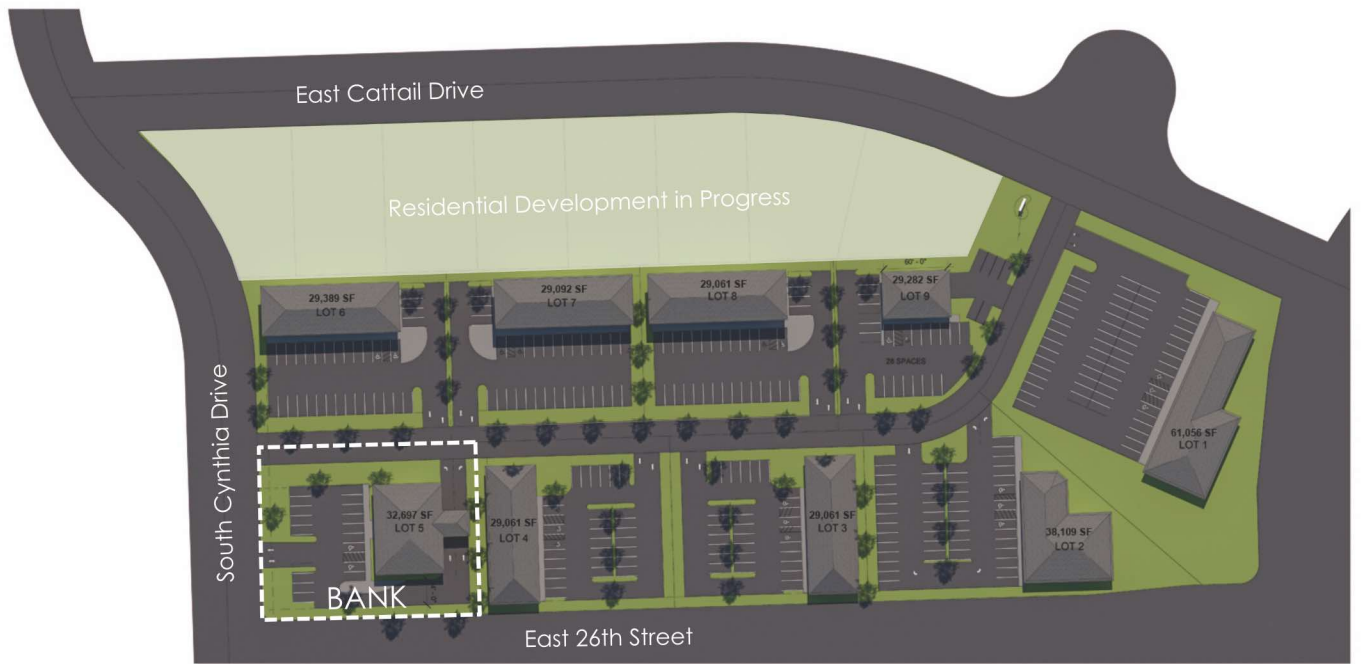 East Cattail Drive
Residential Development in Progress
60' - 0"
29,389 SF
LOT 6
29,092 SF
LOT 7
29,061 SF
LOT 8
29,282 SF
LOT 9
28 SPACES
61,056 SF
LOT 1
South Cynthia Drive
32,697 SF
LOT 5
29,061 SF
LOT 4
29,061 SF
LOT 3
38,109 SF
LOT 2
BANK
East 26th Street